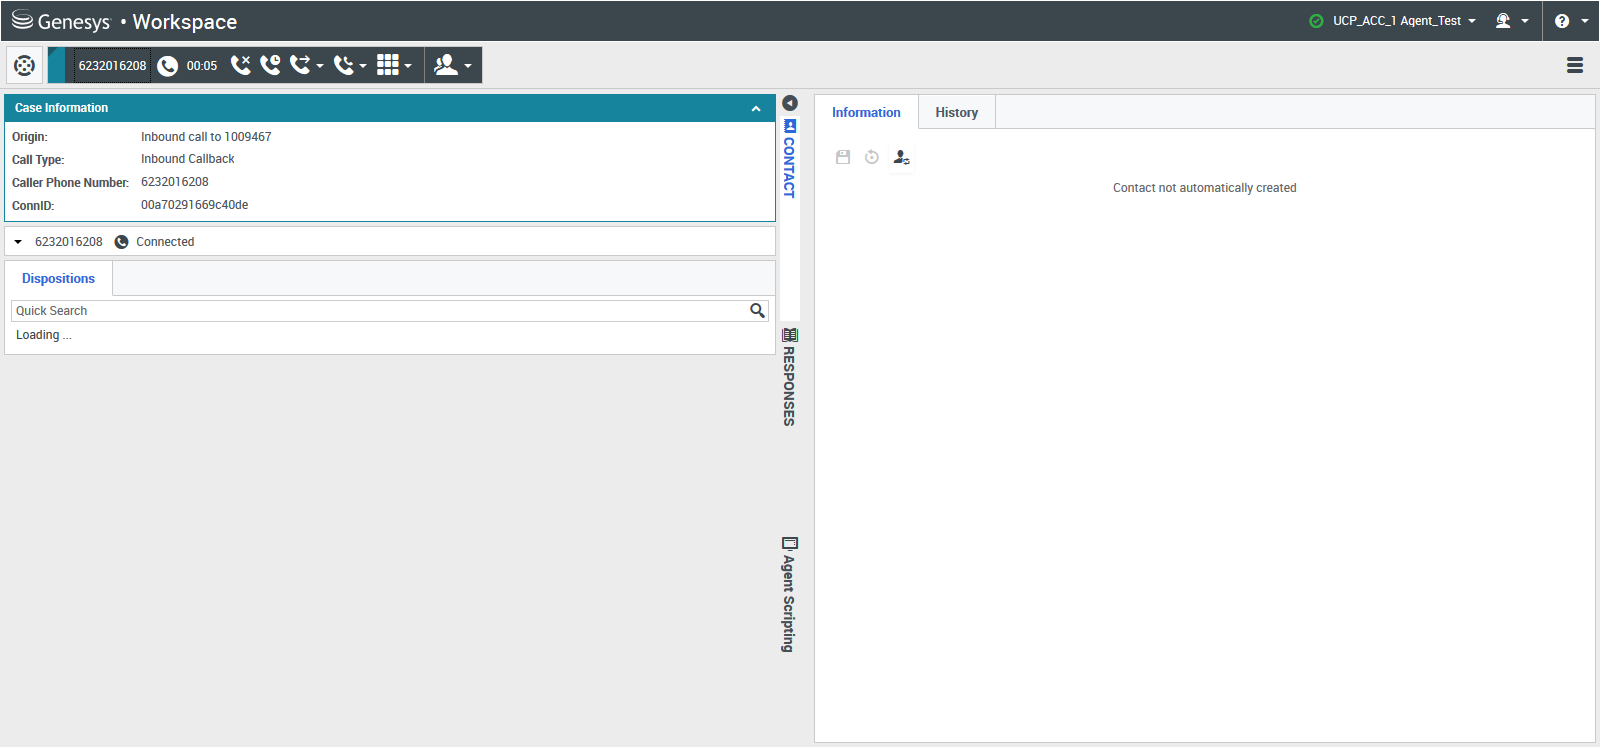 Genesys • Workspace
UCP_ACC_1 Agent_Test
6232016208 00:05
Case Information
Origin: Inbound call to 1009467
Call Type: Inbound Callback
Caller Phone Number: 6232016208
ConnID: 00a70291669c40de
6232016208 Connected
Dispositions
Quick Search
Loading ...
CONTACT
RESPONSES
Agent Scripting
Information History
Contact not automatically created